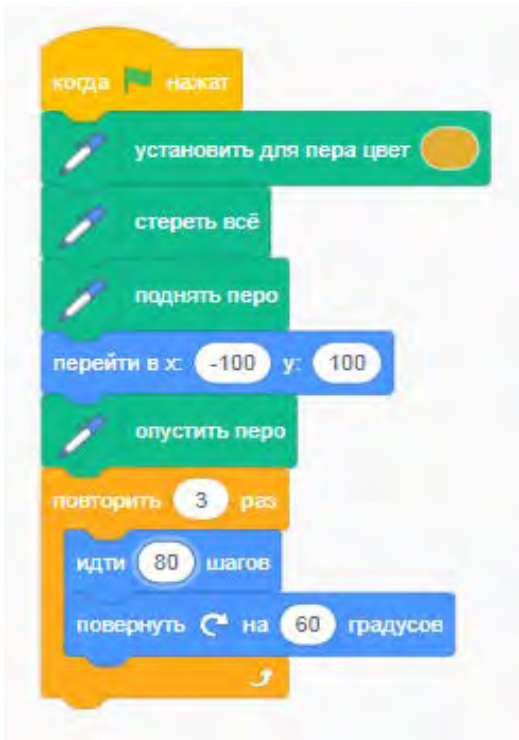 когда нажат
установить для пера цвет
стереть всё
поднять перо
перейти в x: -100 y: 100
опустить перо
повторить 3 раз
идти 80 шагов
повернуть на 60 градусов